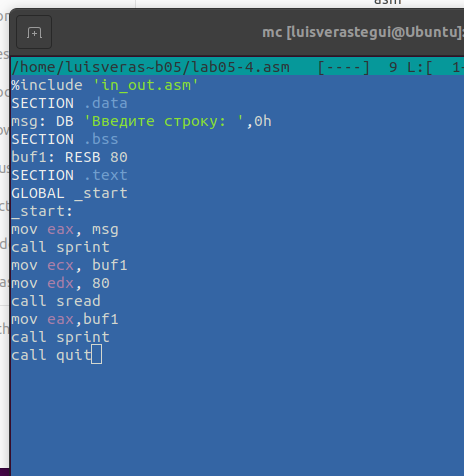 mc [luisverastegui@Ubuntu]:
/home/luisveras~b05/lab05-4.asm [----] 9 L:[ 1
%include 'in_out.asm'
SECTION .data
msg: DB 'Введите строку: ',0h
SECTION .bss
buf1: RESB 80
SECTION .text
GLOBAL _start
_start:
mov eax, msg
call sprint
mov ecx, buf1
mov edx, 80
call sread
mov eax,buf1
call sprint
call quit